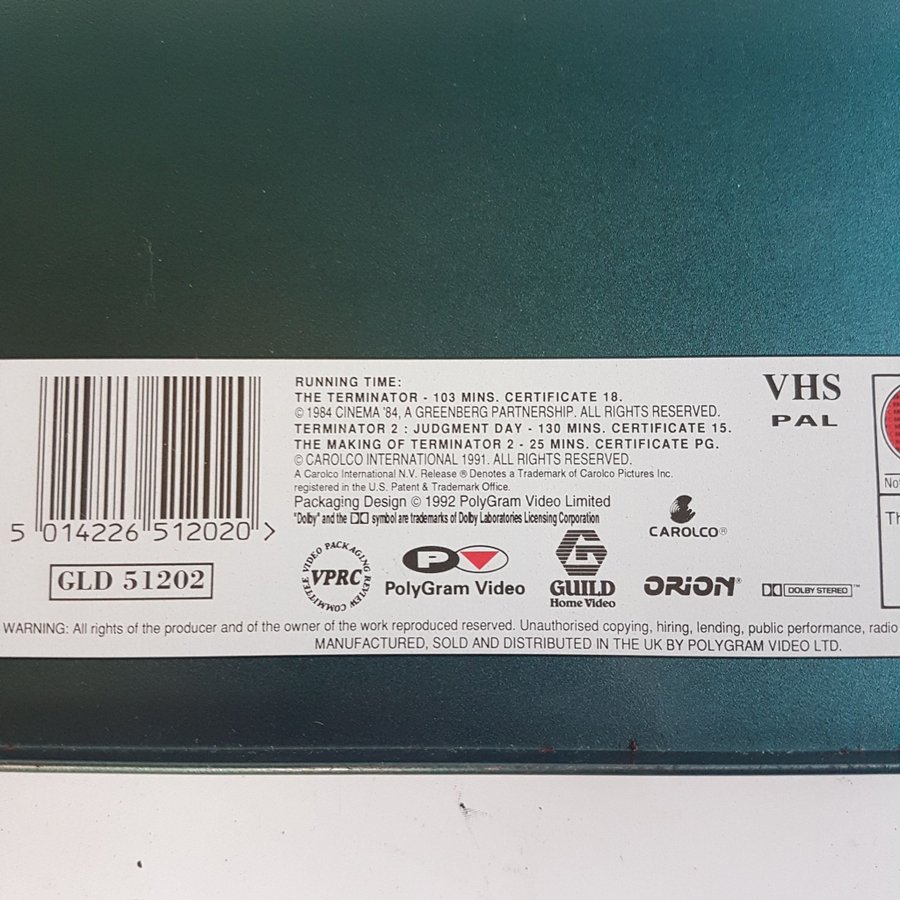 RUNNING TIME:
THE TERMINATOR - 103 MINS. CERTIFICATE 18.
© 1984 CINEMA '84, A GREENBERG PARTNERSHIP. ALL RIGHTS RESERVED.
TERMINATOR 2 : JUDGMENT DAY - 130 MINS. CERTIFICATE 15.
THE MAKING OF TERMINATOR 2 - 25 MINS. CERTIFICATE PG.
© CAROLCO INTERNATIONAL 1991. ALL RIGHTS RESERVED.
A Carolco International N.V. Release ® Denotes a Trademark of Carolco Pictures Inc.
registered in the U.S. Patent & Trademark Office.
Packaging Design © 1992 PolyGram Video Limited
"Dolby" and the symbol are trademarks of Dolby Laboratories Licensing Corporation
VHS
PAL
5 014226 512020 >
GLD 51202
VIDEO PACKAGING REVIEW COMMITTEE
VPRC
P
PolyGram Video
GUILD
Home Video
CAROLCO®
ORION®
DOLBY STEREO™
No
Th
WARNING: All rights of the producer and of the owner of the work reproduced reserved. Unauthorised copying, hiring, lending, public performance, radio
MANUFACTURED, SOLD AND DISTRIBUTED IN THE UK BY POLYGRAM VIDEO LTD.